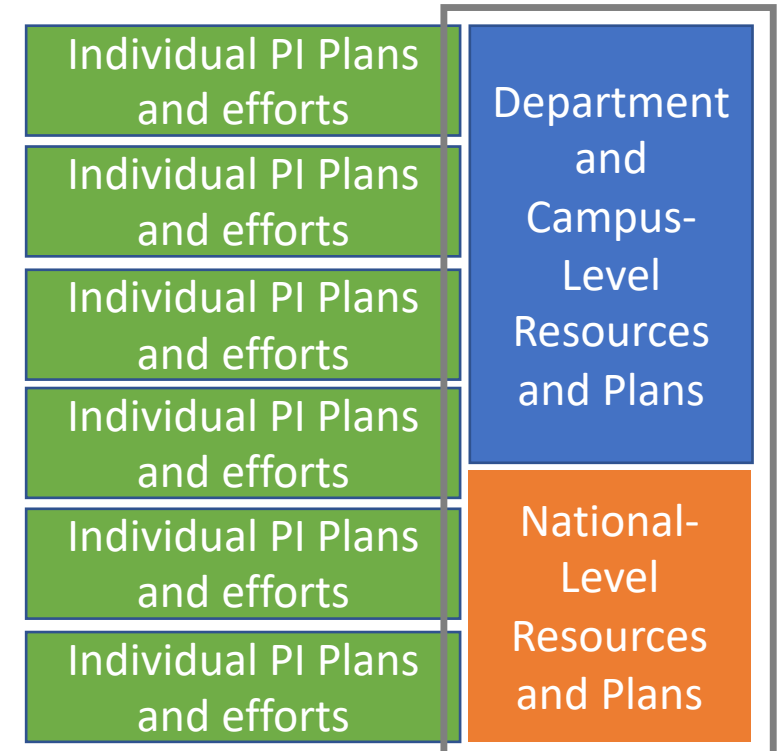 Individual PI Plans
and efforts
Individual PI Plans
and efforts
Individual PI Plans
and efforts
Individual PI Plans
and efforts
Individual PI Plans
and efforts
Individual PI Plans
and efforts
Department
and
Campus-
Level
Resources
and Plans
National-
Level
Resources
and Plans